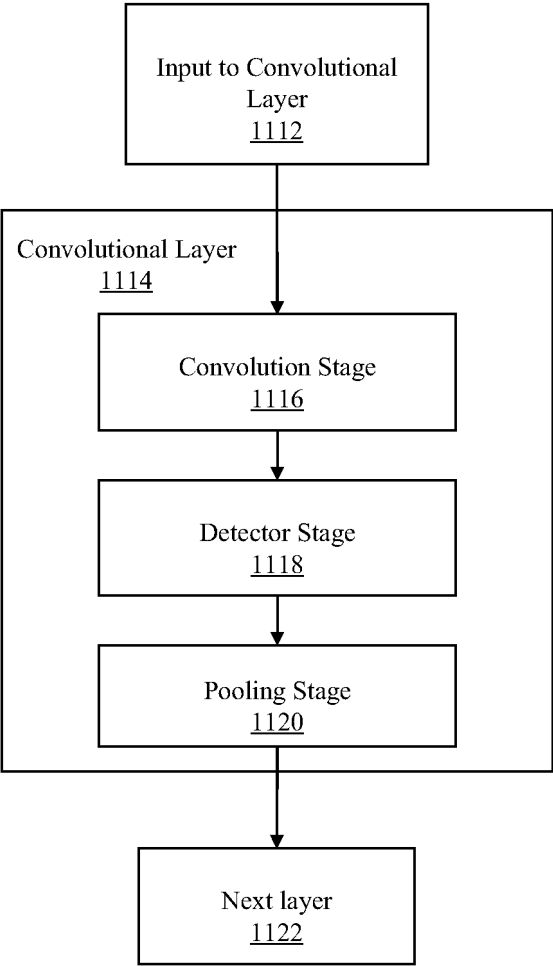 Input to Convolutional
Layer
1112
Convolutional Layer
1114
Convolution Stage
1116
Detector Stage
1118
Pooling Stage
1120
Next layer
1122